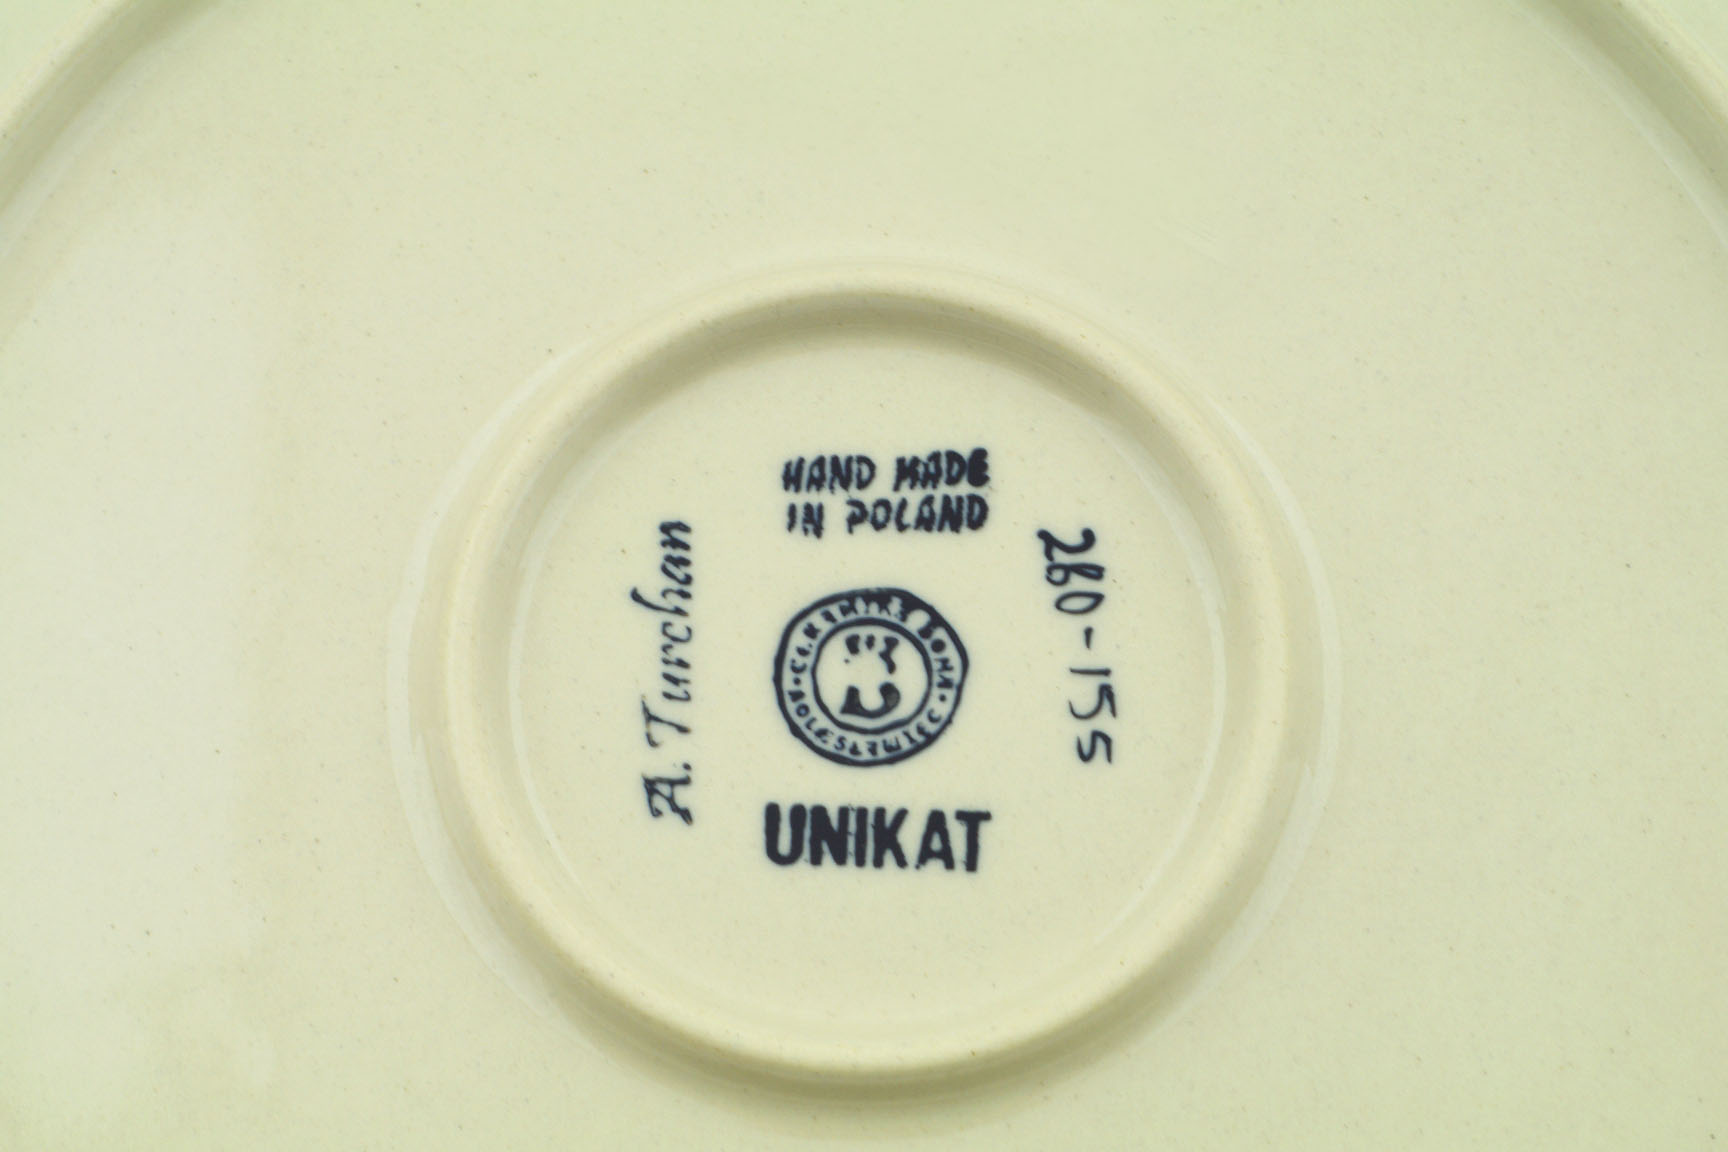 HAND MADE
IN POLAND
A. Turchan
280-155
UNIKAT